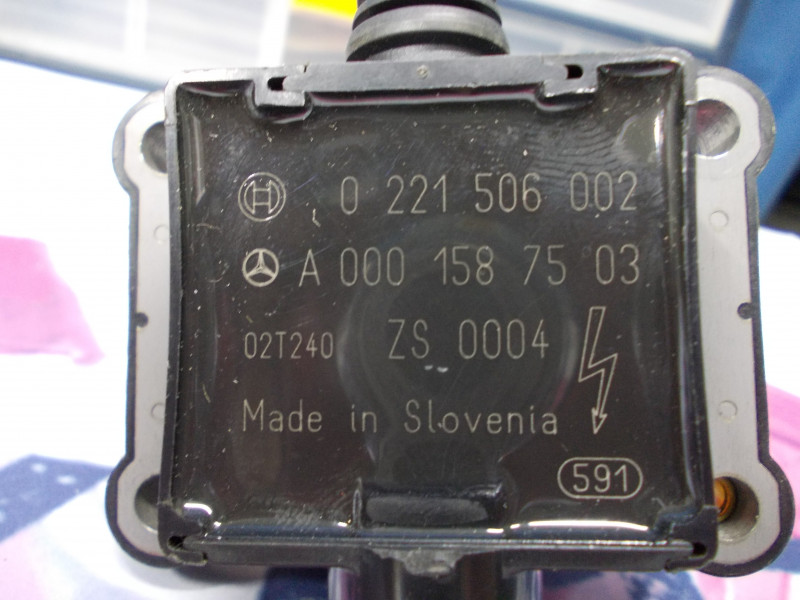 0 221 506 002
A 000 158 75 03
02T240 ZS 0004
Made in Slovenia
591